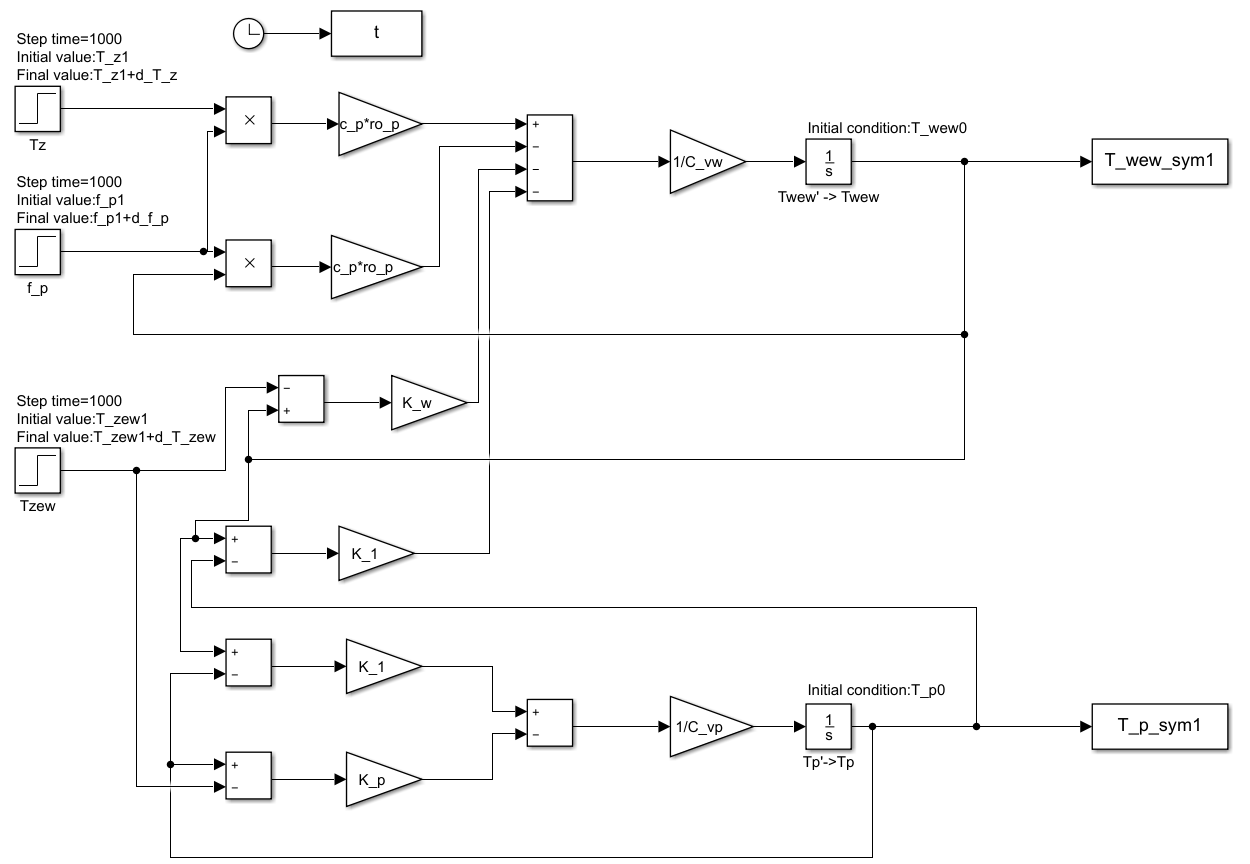 t
Step time=1000
Initial value:T_z1
Final value:T_z1+d_T_z
Tz
×
c_p*ro_p
+
−
−
−
1/C_vw
Initial condition:T_wew0
1
s
Twew' -> Twew
T_wew_sym1
Step time=1000
Initial value:f_p1
Final value:f_p1+d_f_p
f_p
×
c_p*ro_p
Step time=1000
Initial value:T_zew1
Final value:T_zew1+d_T_zew
Tzew
−
+
K_w
+
−
K_1
+
−
K_1
+
−
K_p
+
−
1/C_vp
Initial condition:T_p0
1
s
Tp'->Tp
T_p_sym1